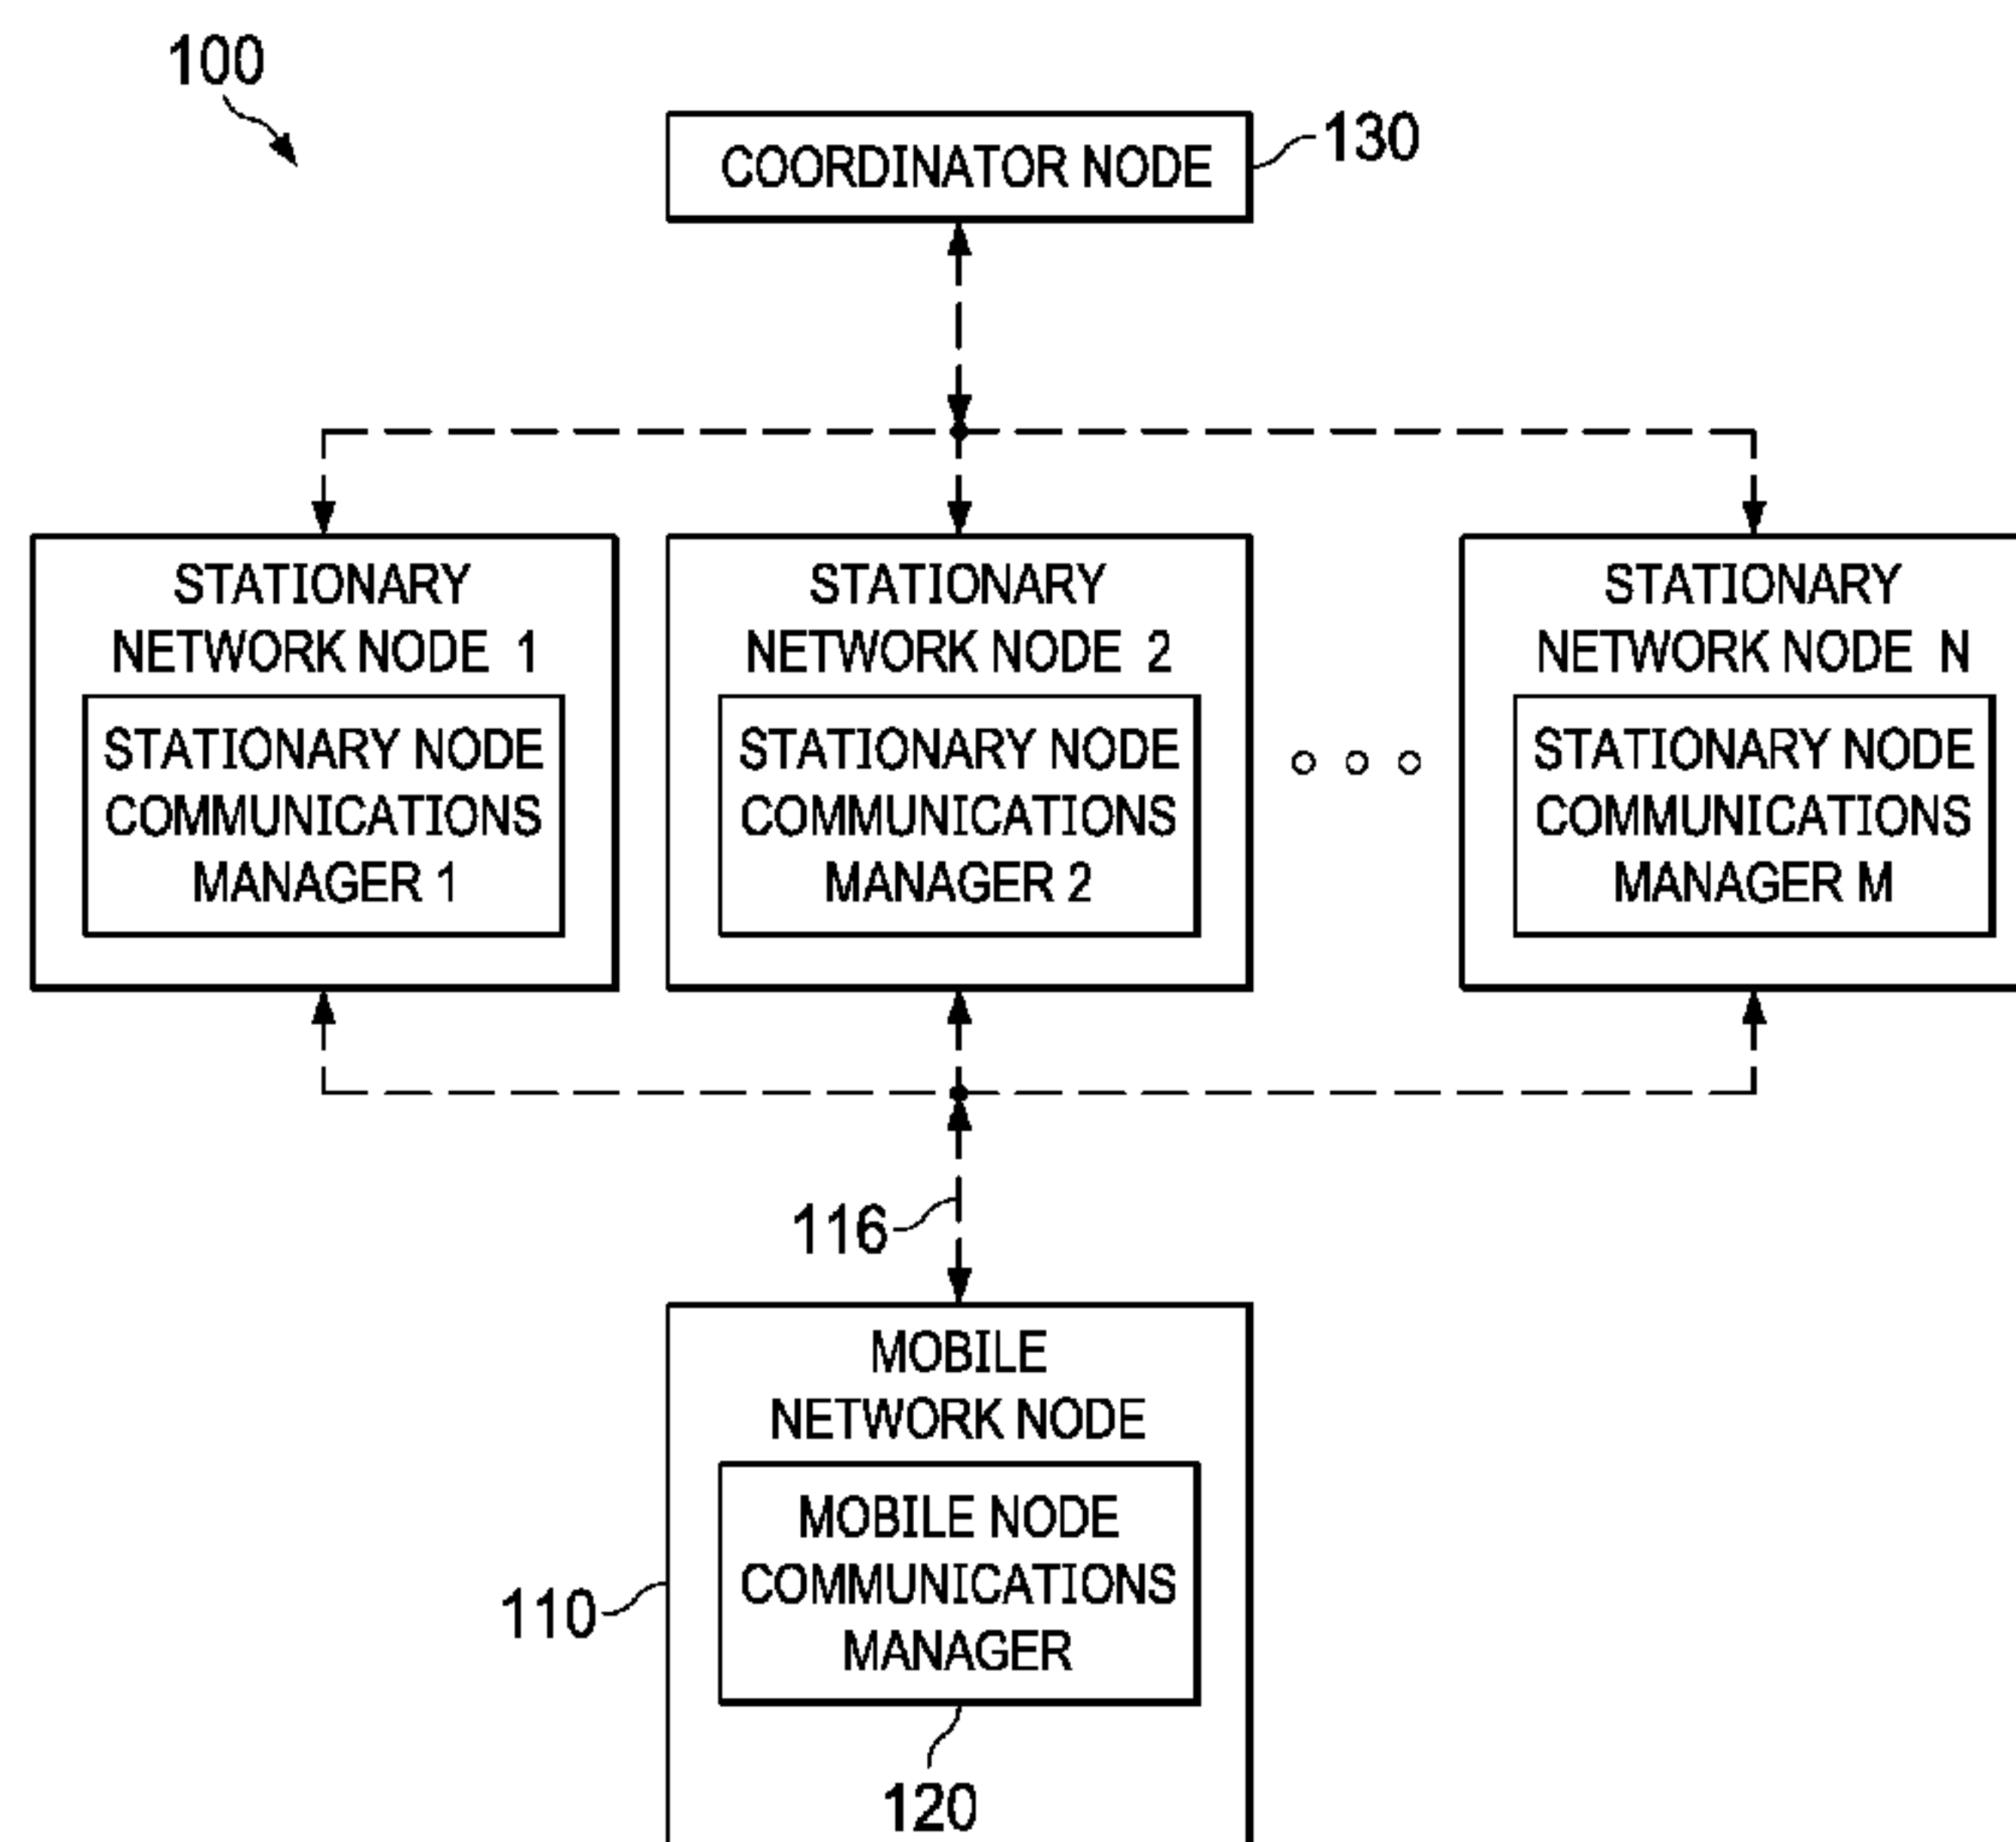 100
COORDINATOR NODE
130
STATIONARY
NETWORK NODE 1
STATIONARY NODE
COMMUNICATIONS
MANAGER 1
STATIONARY
NETWORK NODE 2
STATIONARY NODE
COMMUNICATIONS
MANAGER 2
STATIONARY
NETWORK NODE N
STATIONARY NODE
COMMUNICATIONS
MANAGER M
116
MOBILE
NETWORK NODE
MOBILE NODE
COMMUNICATIONS
MANAGER
110
120